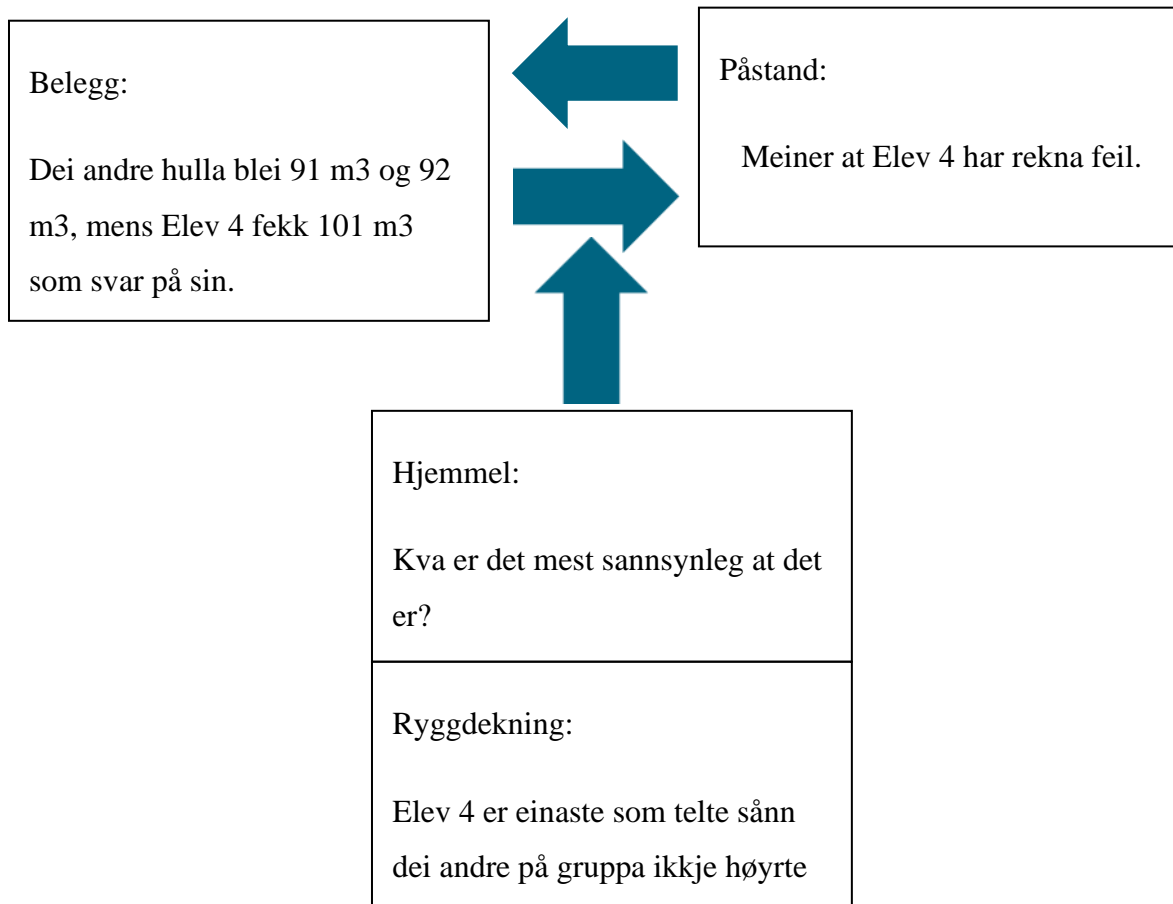 Belegg:
Dei andre hulla blei 91 m3 og 92
m3, mens Elev 4 fekk 101 m3
som svar på sin.
Påstand:
Meiner at Elev 4 har rekna feil.
Hjemmel:
Kva er det mest sannsynleg at det
er?
Ryggdekning:
Elev 4 er einaste som telte sånn
dei andre på gruppa ikkje høyrte